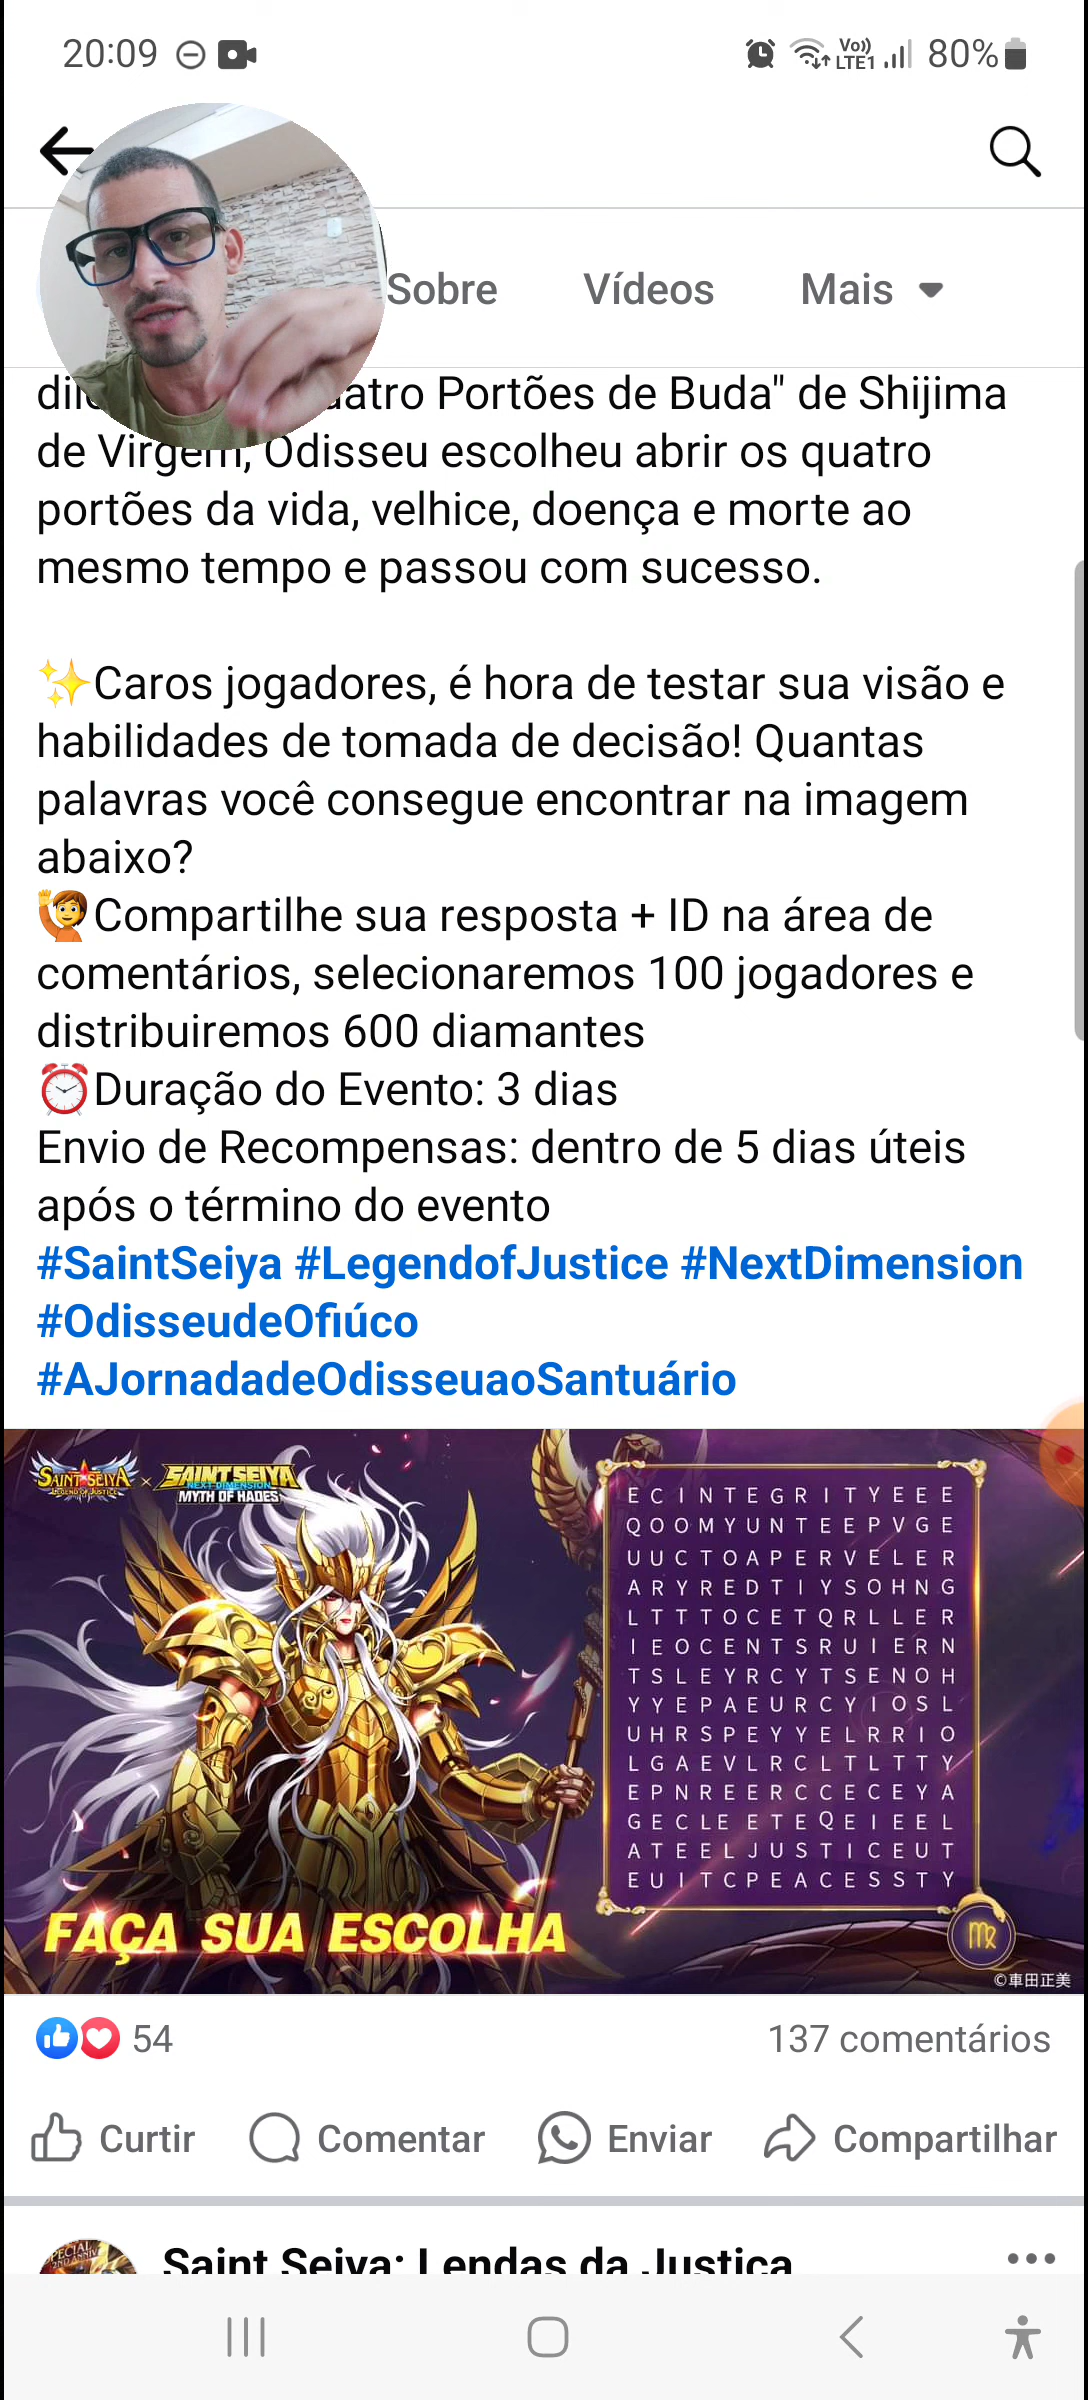 20:09
Vo)) LTE1 80%
Sobre Vídeos Mais
Portões de Buda" de Shijima
de Virgem, Odisseu escolheu abrir os quatro
portões da vida, velhice, doença e morte ao
mesmo tempo e passou com sucesso.
✨Caros jogadores, é hora de testar sua visão e
habilidades de tomada de decisão! Quantas
palavras você consegue encontrar na imagem
abaixo?
🙋Compartilhe sua resposta + ID na área de
comentários, selecionaremos 100 jogadores e
distribuiremos 600 diamantes
⏰Duração do Evento: 3 dias
Envio de Recompensas: dentro de 5 dias úteis
após o término do evento
#SaintSeiya #LegendofJustice #NextDimension
#OdisseudeOfiúco
#AJornadadeOdisseuaoSantuário
SAINT SEIYA
LEGEND OF JUSTICE
×
SAINT SEIYA
NEXT DIMENSION
MYTH OF HADES
E C I N T E G R I T Y E E E
Q O O M Y U N T E E P V G E
U U C T O A P E R V E L E R
A R Y R E D T I Y S O H N G
L T T T O C E T Q R L L E R
I E O C E N T S R U I E R N
T S L E Y R C Y T S E N O H
Y Y E P A E U R C Y I O S L
U H R S P E Y Y E L R R I O
L G A E V L R C L T L T T Y
E P N R E E R C C E C E Y A
G E C L E E T E Q E I E E L
A T E E L J U S T I C E U T
E U I T C P E A C E S S T Y
FAÇA SUA ESCOLHA
©車田正美
54 137 comentários
Curtir Comentar Enviar Compartilhar
Saint Seiya: Lendas da Justiça